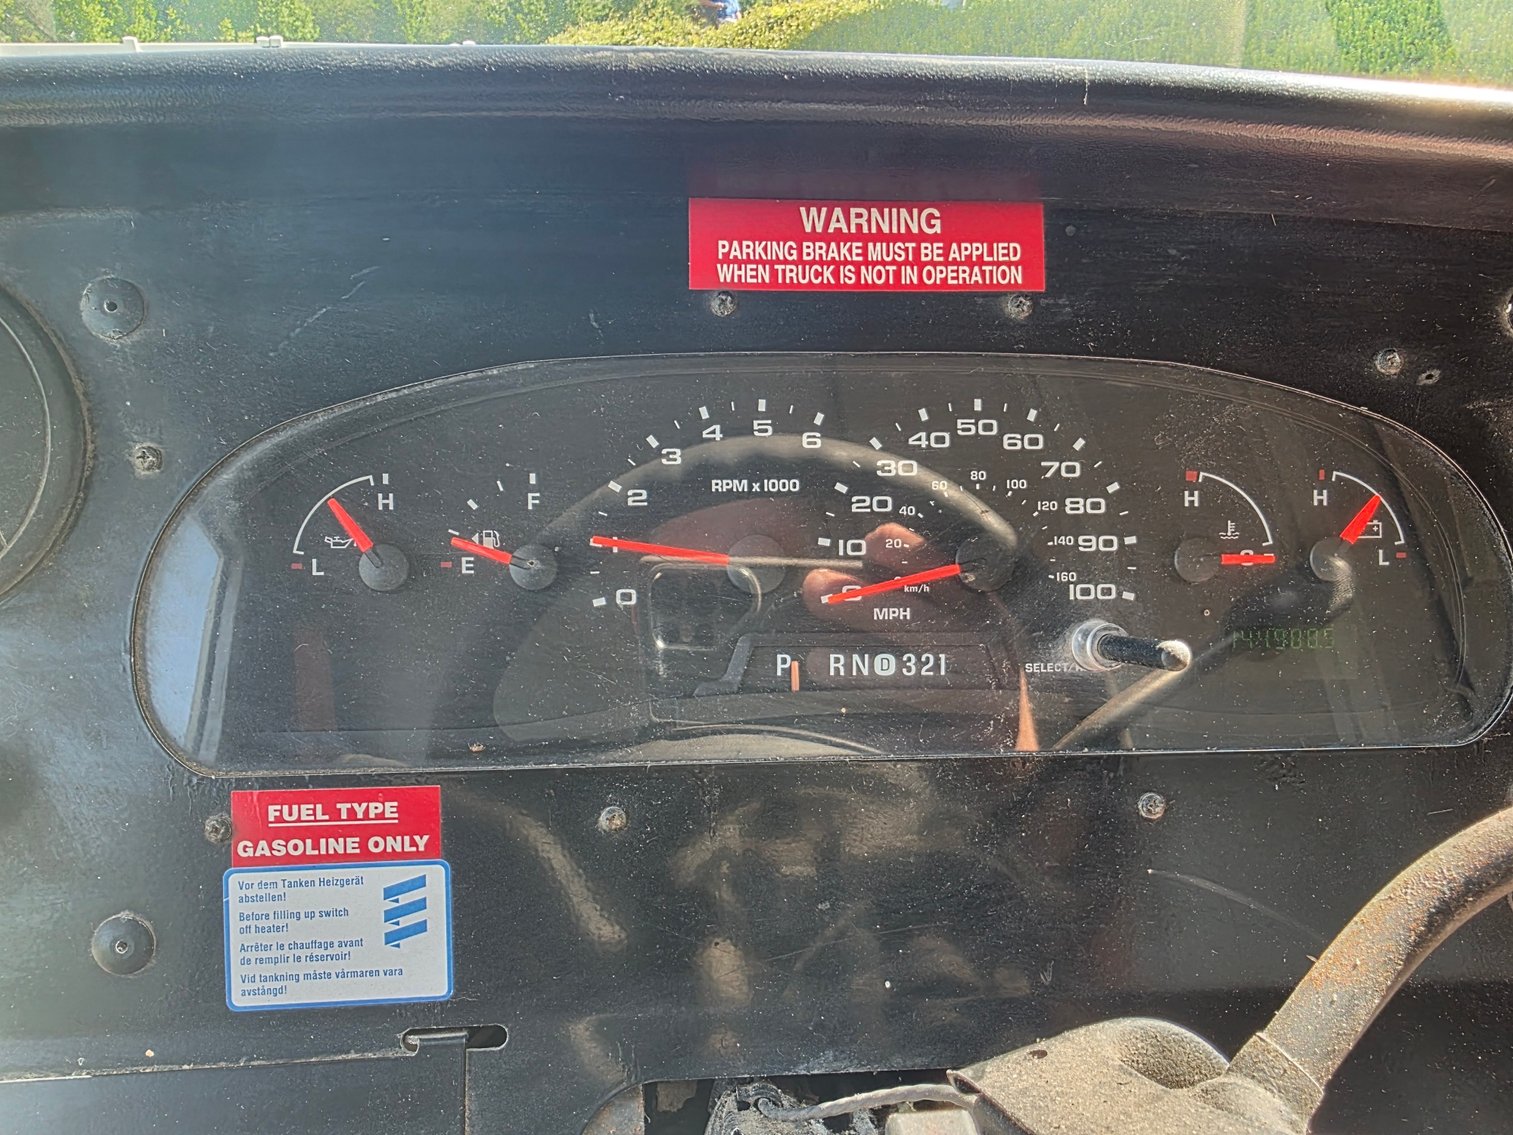 WARNING
PARKING BRAKE MUST BE APPLIED
WHEN TRUCK IS NOT IN OPERATION
H
L
F
E
0
1
2
3
4
5
6
RPM x 1000
0
10
20
30
40
50
60
70
80
90
100
20
40
60
80
100
120
140
160
km/h
MPH
H
C
H
L
P RND321
SELECT/
FUEL TYPE
GASOLINE ONLY
Vor dem Tanken Heizgerät
abstellen!
Before filling up switch
off heater!
Arrêter le chauffage avant
de remplir le réservoir!
Vid tankning måste vårmaren vara
avstångd!